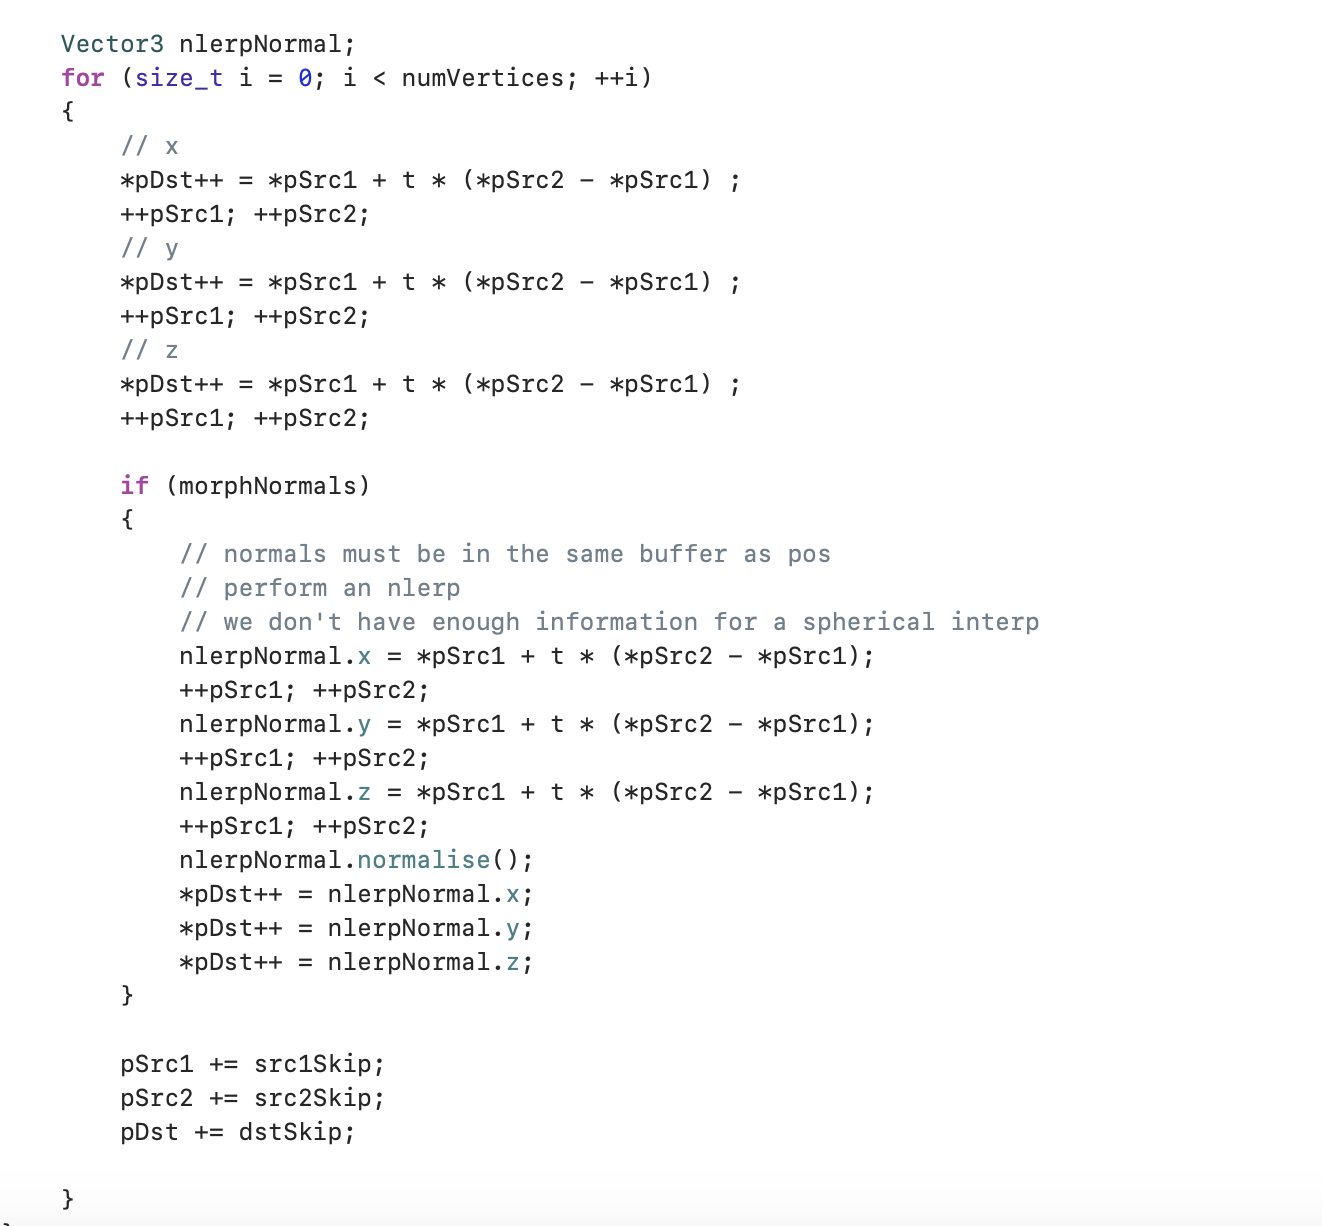 Vector3 nlerpNormal;
for (size_t i = 0; i < numVertices; ++i)
{
// x
*pDst++ = *pSrc1 + t * (*pSrc2 - *pSrc1) ;
++pSrc1; ++pSrc2;
// y
*pDst++ = *pSrc1 + t * (*pSrc2 - *pSrc1) ;
++pSrc1; ++pSrc2;
// z
*pDst++ = *pSrc1 + t * (*pSrc2 - *pSrc1) ;
++pSrc1; ++pSrc2;
if (morphNormals)
{
// normals must be in the same buffer as pos
// perform an nlerp
// we don't have enough information for a spherical interp
nlerpNormal.x = *pSrc1 + t * (*pSrc2 - *pSrc1);
++pSrc1; ++pSrc2;
nlerpNormal.y = *pSrc1 + t * (*pSrc2 - *pSrc1);
++pSrc1; ++pSrc2;
nlerpNormal.z = *pSrc1 + t * (*pSrc2 - *pSrc1);
++pSrc1; ++pSrc2;
nlerpNormal.normalise();
*pDst++ = nlerpNormal.x;
*pDst++ = nlerpNormal.y;
*pDst++ = nlerpNormal.z;
}
pSrc1 += src1Skip;
pSrc2 += src2Skip;
pDst += dstSkip;
}